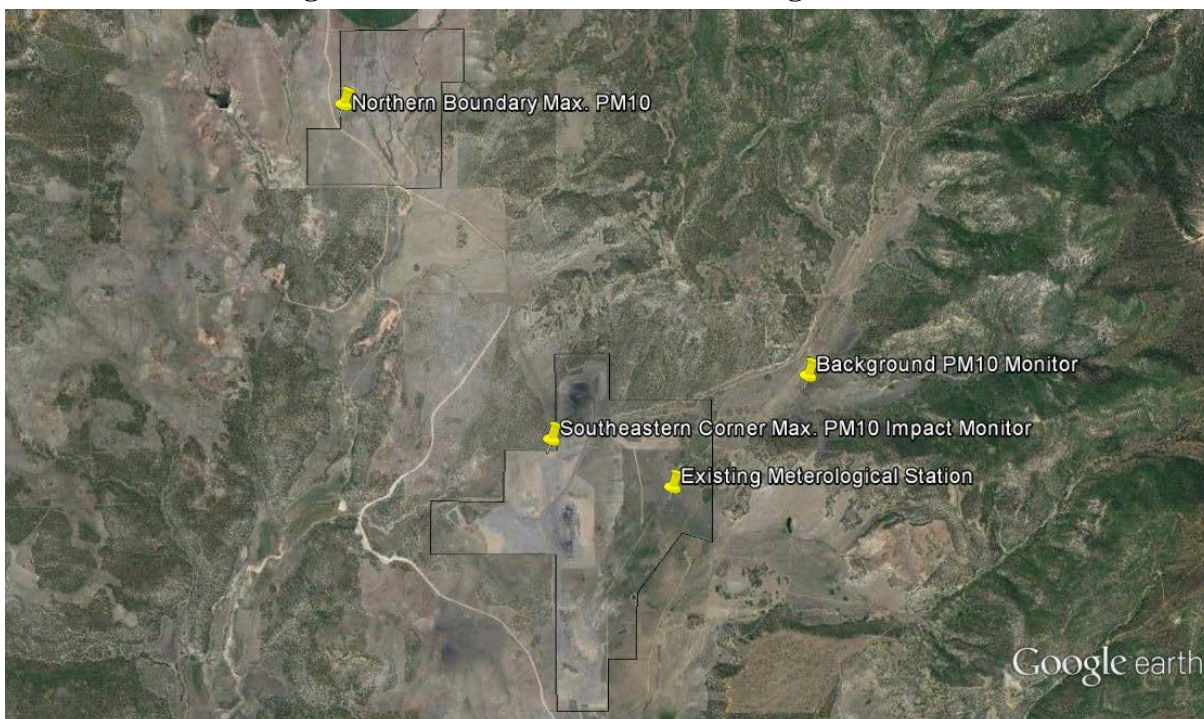 Northern Boundary Max. PM10
Background PM10 Monitor
Southeastern Corner Max. PM10 Impact Monitor
Existing Meterological Station
Google earth